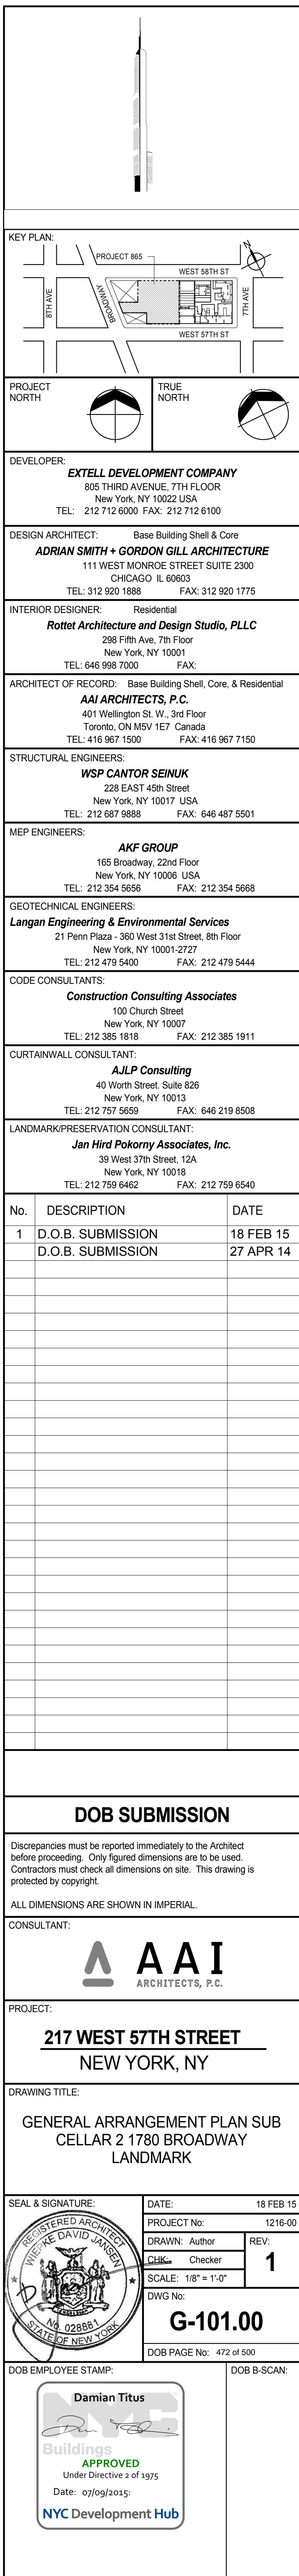 KEY PLAN:
PROJECT 865
N
WEST 58TH ST
8TH AVE
BROADWAY
7TH AVE
WEST 57TH ST
PROJECT
NORTH
TRUE
NORTH
DEVELOPER:
EXTELL DEVELOPMENT COMPANY
805 THIRD AVENUE, 7TH FLOOR
New York, NY 10022 USA
TEL: 212 712 6000 FAX: 212 712 6100
DESIGN ARCHITECT: Base Building Shell & Core
ADRIAN SMITH + GORDON GILL ARCHITECTURE
111 WEST MONROE STREET SUITE 2300
CHICAGO IL 60603
TEL: 312 920 1888 FAX: 312 920 1775
INTERIOR DESIGNER: Residential
Rottet Architecture and Design Studio, PLLC
298 Fifth Ave, 7th Floor
New York, NY 10001
TEL: 646 998 7000 FAX:
ARCHITECT OF RECORD: Base Building Shell, Core, & Residential
AAI ARCHITECTS, P.C.
401 Wellington St. W., 3rd Floor
Toronto, ON M5V 1E7 Canada
TEL: 416 967 1500 FAX: 416 967 7150
STRUCTURAL ENGINEERS:
WSP CANTOR SEINUK
228 EAST 45th Street
New York, NY 10017 USA
TEL: 212 687 9888 FAX: 646 487 5501
MEP ENGINEERS:
AKF GROUP
165 Broadway, 22nd Floor
New York, NY 10006 USA
TEL: 212 354 5656 FAX: 212 354 5668
GEOTECHNICAL ENGINEERS:
Langan Engineering & Environmental Services
21 Penn Plaza - 360 West 31st Street, 8th Floor
New York, NY 10001-2727
TEL: 212 479 5400 FAX: 212 479 5444
CODE CONSULTANTS:
Construction Consulting Associates
100 Church Street
New York, NY 10007
TEL: 212 385 1818 FAX: 212 385 1911
CURTAINWALL CONSULTANT:
AJLP Consulting
40 Worth Street. Suite 826
New York, NY 10013
TEL: 212 757 5659 FAX: 646 219 8508
LANDMARK/PRESERVATION CONSULTANT:
Jan Hird Pokorny Associates, Inc.
39 West 37th Street, 12A
New York, NY 10018
TEL: 212 759 6462 FAX: 212 759 6540
No. DESCRIPTION DATE
1 D.O.B. SUBMISSION 18 FEB 15
D.O.B. SUBMISSION 27 APR 14
DOB SUBMISSION
Discrepancies must be reported immediately to the Architect
before proceeding. Only figured dimensions are to be used.
Contractors must check all dimensions on site. This drawing is
protected by copyright.
ALL DIMENSIONS ARE SHOWN IN IMPERIAL.
CONSULTANT:
AAI
ARCHITECTS, P.C.
PROJECT:
217 WEST 57TH STREET
NEW YORK, NY
DRAWING TITLE:
GENERAL ARRANGEMENT PLAN SUB
CELLAR 2 1780 BROADWAY
LANDMARK
SEAL & SIGNATURE:
REGISTERED ARCHITECT
WIEPKE DAVID JANSEN
No. 028881
STATE OF NEW YORK
DATE: 18 FEB 15
PROJECT No: 1216-00
DRAWN: Author
CHK: Checker
SCALE: 1/8" = 1'-0"
REV:
1
DWG No:
G-101.00
DOB PAGE No: 472 of 500
DOB EMPLOYEE STAMP:
DOB B-SCAN:
Damian Titus
NYC
Buildings
APPROVED
Under Directive 2 of 1975
Date: 07/09/2015:
NYC Development Hub